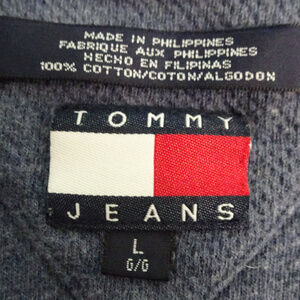 MADE IN PHILIPPINES
FABRIQUE AUX PHILIPPINES
HECHO EN FILIPINAS
100% COTTON/COTON/ALGODON
TOMMY
JEANS
L
G/G